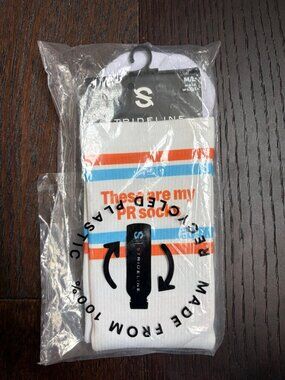 M/L
S
STRIDELINE
These are my
PR socks
RECYCLED PLASTIC
MADE FROM 100%
S
STRIDELINE